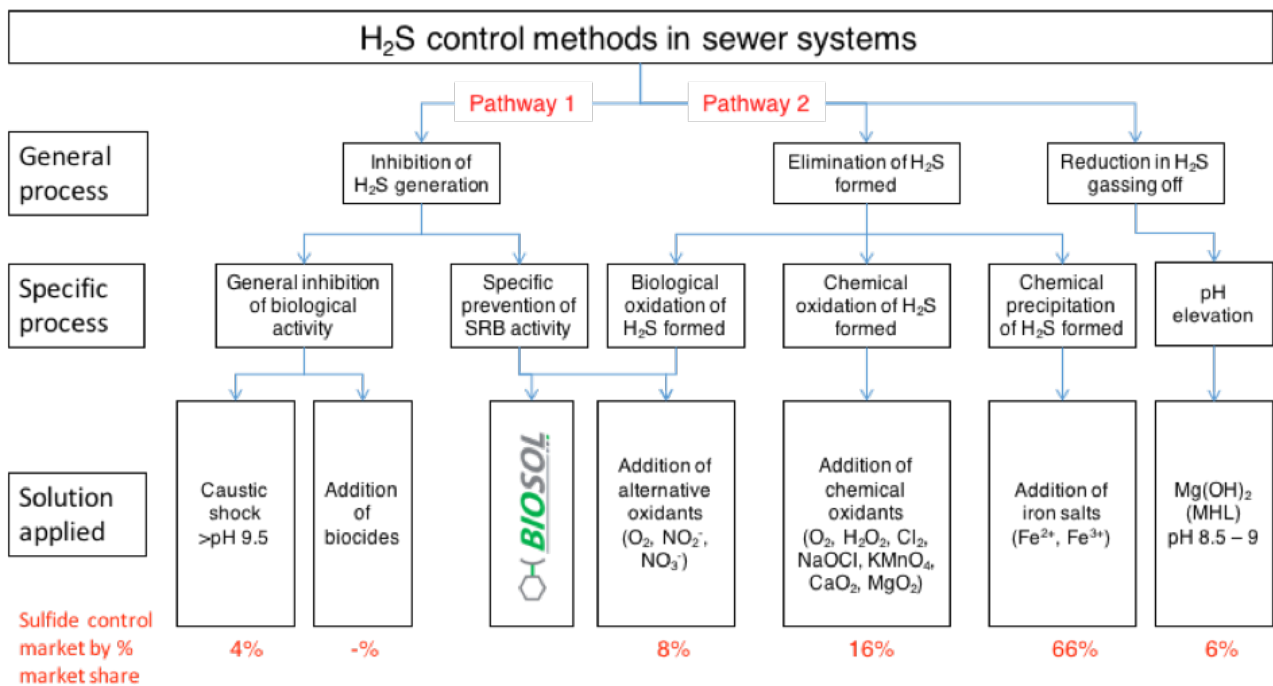 H₂S control methods in sewer systems
Pathway 1
Pathway 2
General
process
Inhibition of
H₂S generation
Elimination of H₂S
formed
Reduction in H₂S
gassing off
Specific
process
General inhibition
of biological
activity
Specific
prevention of
SRB activity
Biological
oxidation of
H₂S formed
Chemical
oxidation of H₂S
formed
Chemical
precipitation
of H₂S formed
pH
elevation
Solution
applied
Caustic
shock
>pH 9.5
Addition
of
biocides
BIOSOL
Addition of
alternative
oxidants
(O₂, NO₂⁻,
NO₃⁻)
Addition of
chemical
oxidants
(O₂, H₂O₂, Cl₂,
NaOCl, KMnO₄,
CaO₂, MgO₂)
Addition of
iron salts
(Fe²⁺, Fe³⁺)
Mg(OH)₂
(MHL)
pH 8.5 – 9
Sulfide control
market by %
market share
4%
-%
8%
16%
66%
6%